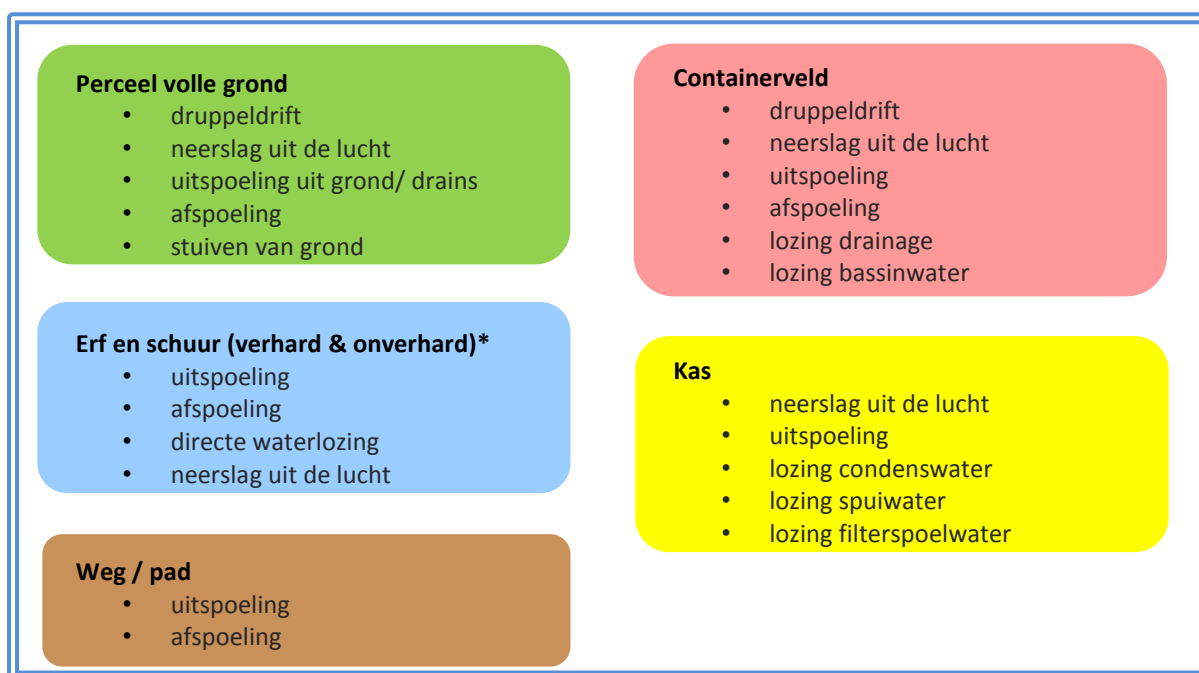 Perceel volle grond
• druppeldrift
• neerslag uit de lucht
• uitspoeling uit grond/ drains
• afspoeling
• stuiven van grond
Erf en schuur (verhard & onverhard)*
• uitspoeling
• afspoeling
• directe waterlozing
• neerslag uit de lucht
Weg / pad
• uitspoeling
• afspoeling
Containerveld
• druppeldrift
• neerslag uit de lucht
• uitspoeling
• afspoeling
• lozing drainage
• lozing bassinwater
Kas
• neerslag uit de lucht
• uitspoeling
• lozing condenswater
• lozing spuiwater
• lozing filterspoelwater